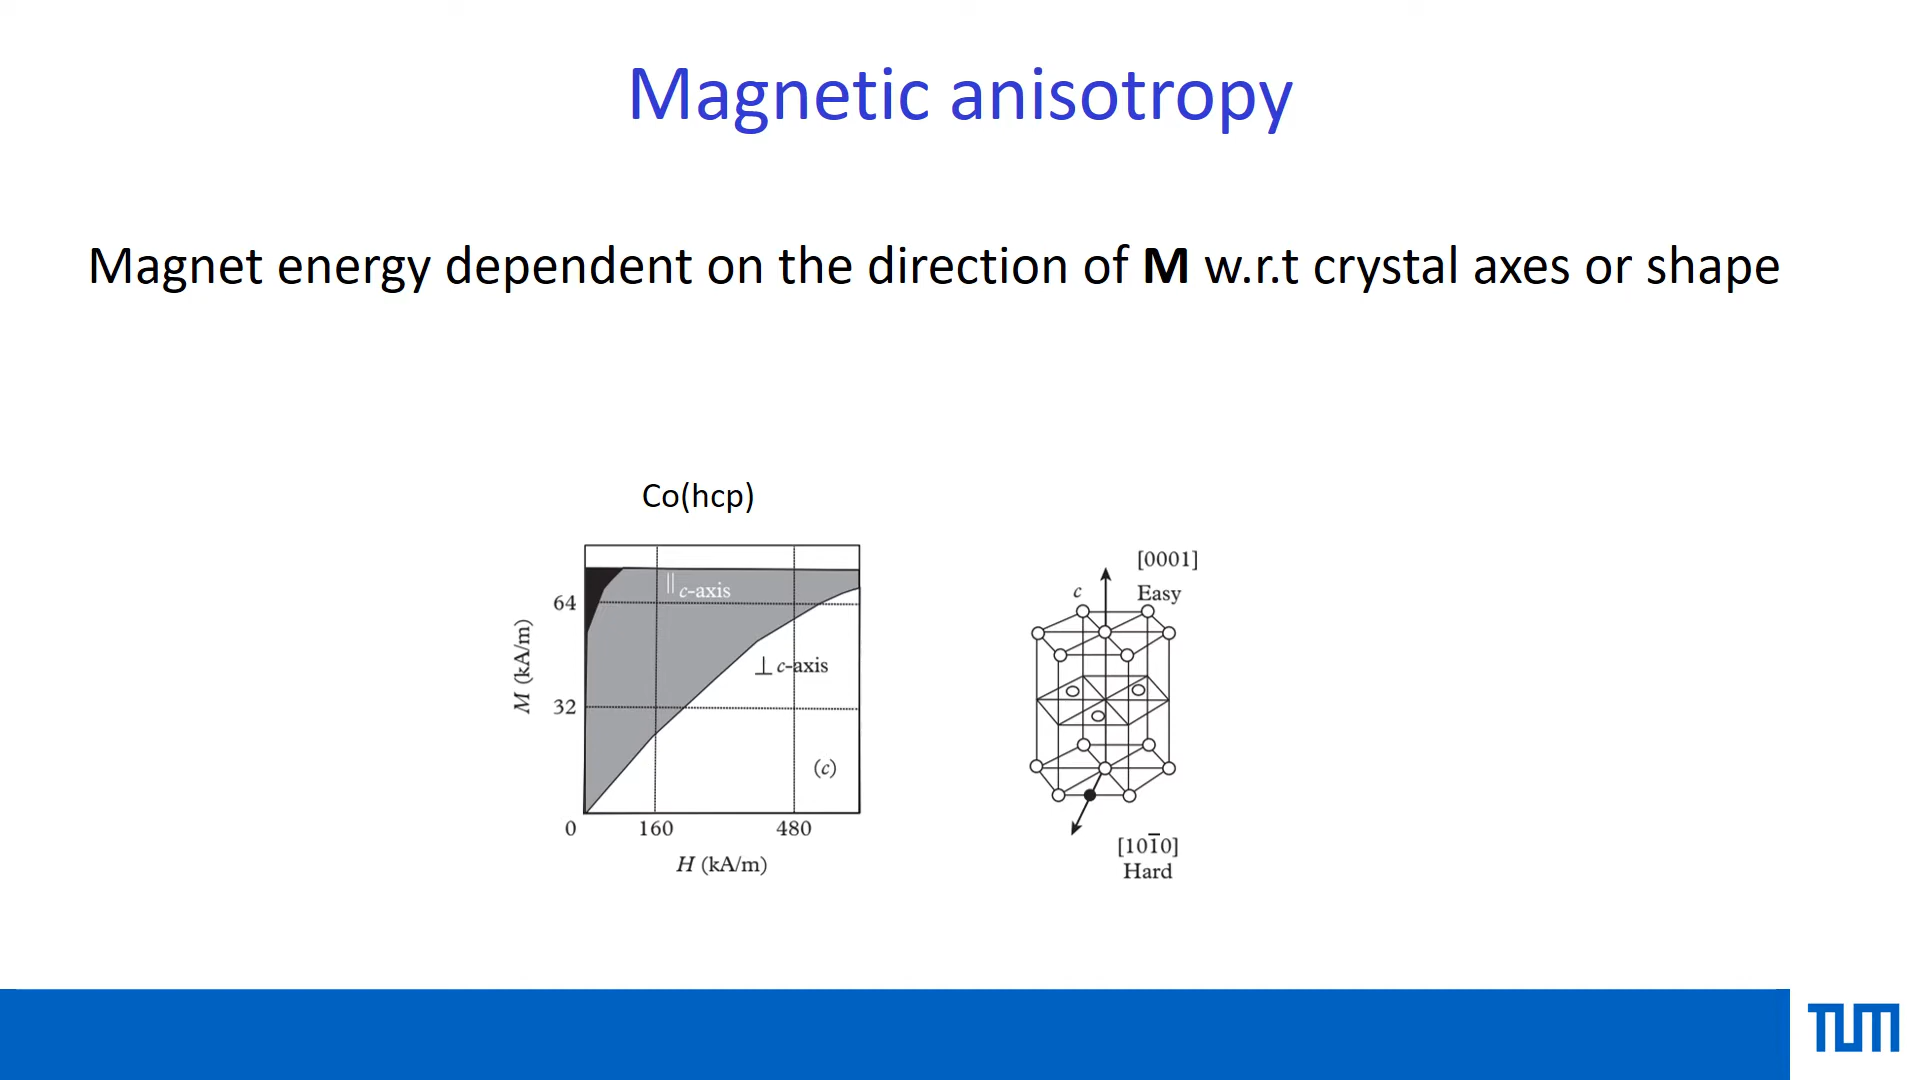 Magnetic anisotropy
Magnet energy dependent on the direction of M w.r.t crystal axes or shape
Co(hcp)
M (kA/m)
64
32
0
160
480
H (kA/m)
|| c-axis
⊥ c-axis
(c)
[0001]
c
Easy
[101̅0]
Hard
TUM